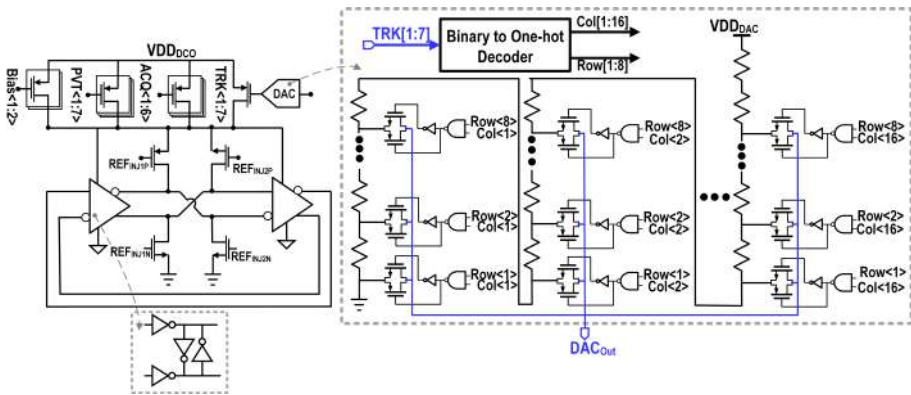 VDD_DCO
Bias<1:2>
PVT<1:7>
ACQ<1:6>
TRK<1:7>
DAC
REF_INJ1P
REF_INJ2P
REF_INJ1N
REF_INJ2N
TRK[1:7]
Binary to One-hot
Decoder
Col[1:16]
Row[1:8]
VDD_DAC
Row<8>
Col<1>
Row<8>
Col<2>
Row<8>
Col<16>
Row<2>
Col<1>
Row<2>
Col<2>
Row<2>
Col<16>
Row<1>
Col<1>
Row<1>
Col<2>
Row<1>
Col<16>
DAC_Out